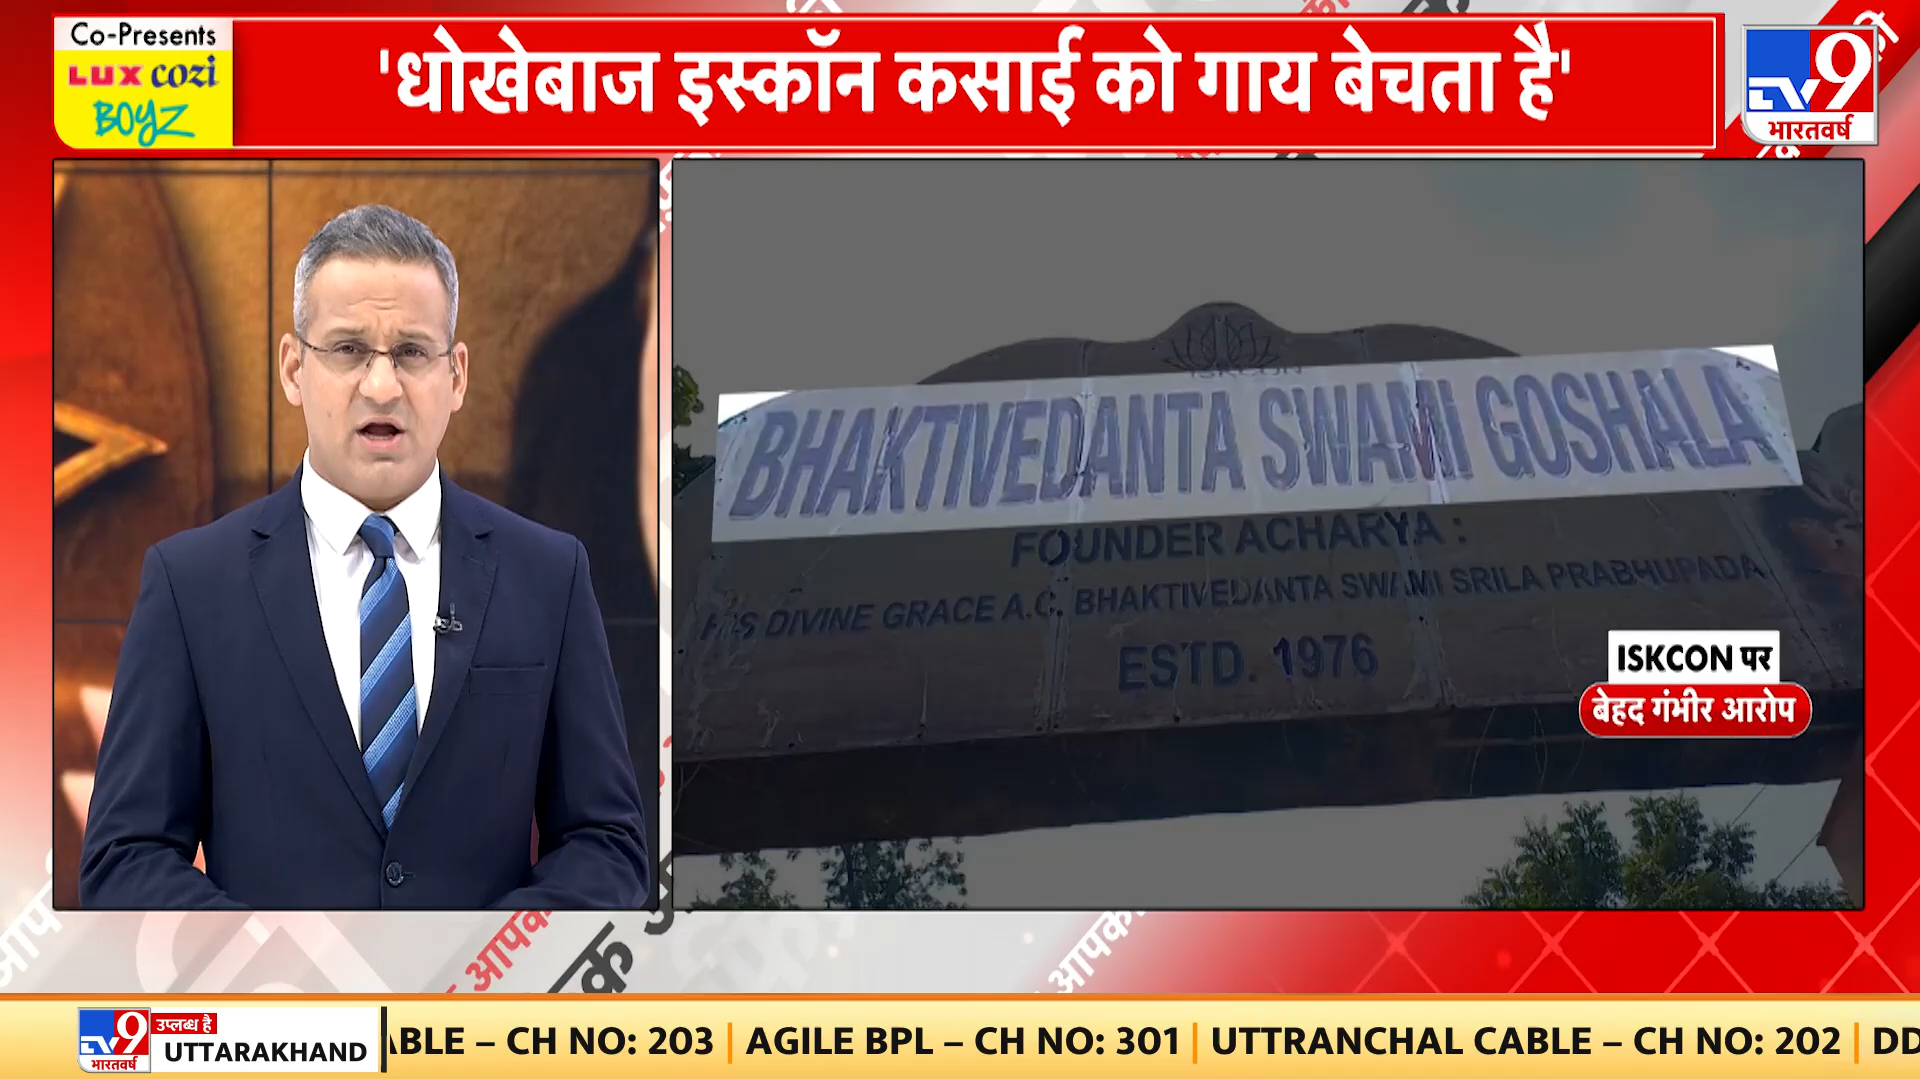 Co-Presents
LUX cozi
BOYZ
'धोखेबाज इस्कॉन कसाई को गाय बेचता है'
TV9
भारतवर्ष
ISKCON
BHAKTIVEDANTA SWAMI GOSHALA
FOUNDER ACHARYA :
HIS DIVINE GRACE A.C. BHAKTIVEDANTA SWAMI SRILA PRABHUPADA
ESTD. 1976
ISKCON पर
बेहद गंभीर आरोप
TV9
भारतवर्ष
उपलब्ध है
UTTARAKHAND
ABLE – CH NO: 203 | AGILE BPL – CH NO: 301 | UTTRANCHAL CABLE – CH NO: 202 | DD